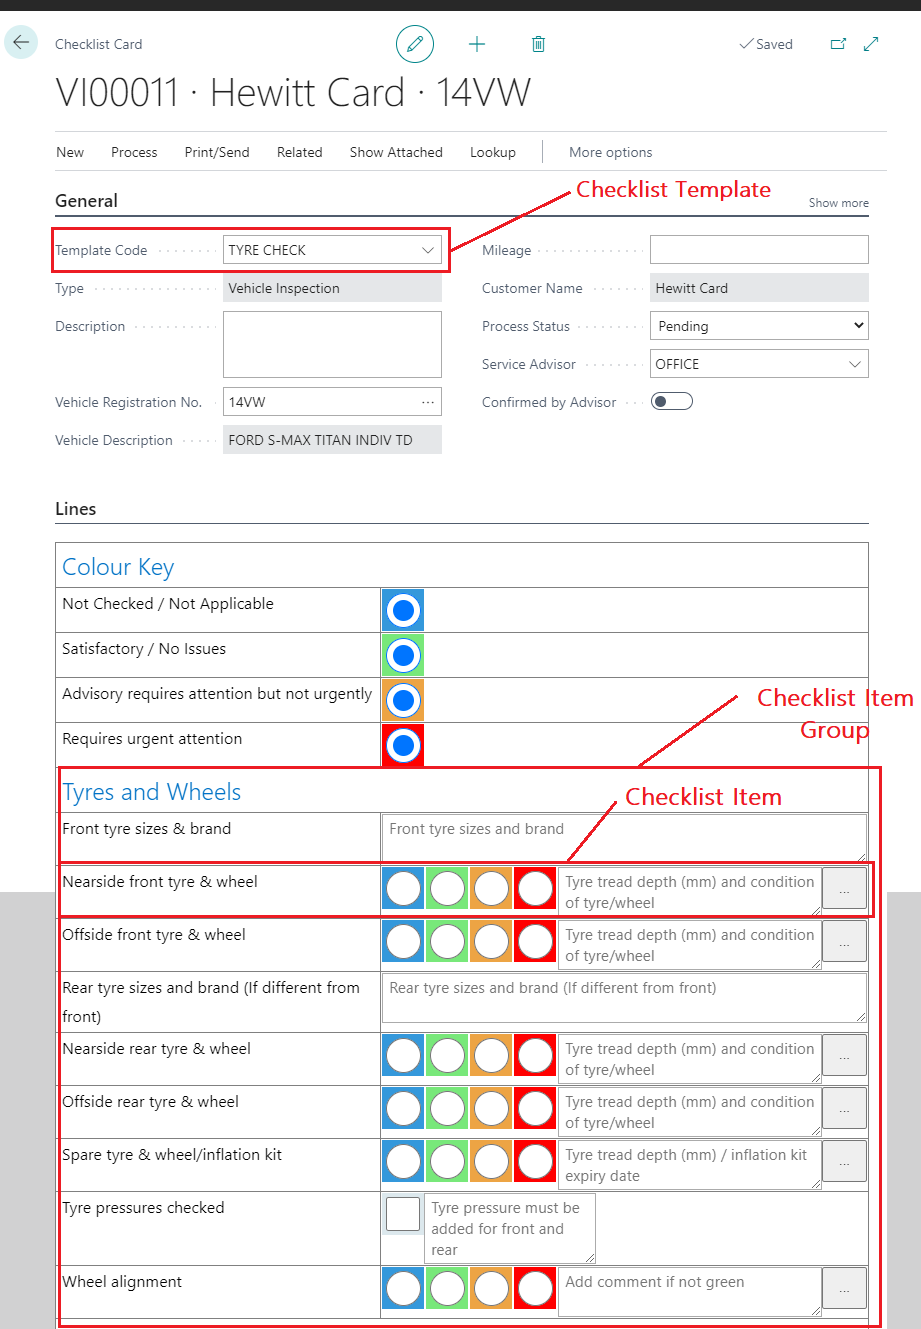 Checklist Card
Saved
VI00011 · Hewitt Card · 14VW
New Process Print/Send Related Show Attached Lookup More options
Checklist Template
General
Show more
Template Code TYRE CHECK
Type Vehicle Inspection
Description
Vehicle Registration No. 14VW ...
Vehicle Description FORD S-MAX TITAN INDIV TD
Mileage
Customer Name Hewitt Card
Process Status Pending
Service Advisor OFFICE
Confirmed by Advisor
Lines
Colour Key
Not Checked / Not Applicable
Satisfactory / No Issues
Advisory requires attention but not urgently
Requires urgent attention
Checklist Item
Group
Tyres and Wheels
Checklist Item
Front tyre sizes & brand
Front tyre sizes and brand
Nearside front tyre & wheel
Tyre tread depth (mm) and condition
of tyre/wheel
...
Offside front tyre & wheel
Tyre tread depth (mm) and condition
of tyre/wheel
...
Rear tyre sizes and brand (If different from
front)
Rear tyre sizes and brand (If different from front)
Nearside rear tyre & wheel
Tyre tread depth (mm) and condition
of tyre/wheel
...
Offside rear tyre & wheel
Tyre tread depth (mm) and condition
of tyre/wheel
...
Spare tyre & wheel/inflation kit
Tyre tread depth (mm) / inflation kit
expiry date
...
Tyre pressures checked
Tyre pressure must be
added for front and
rear
Wheel alignment
Add comment if not green
...